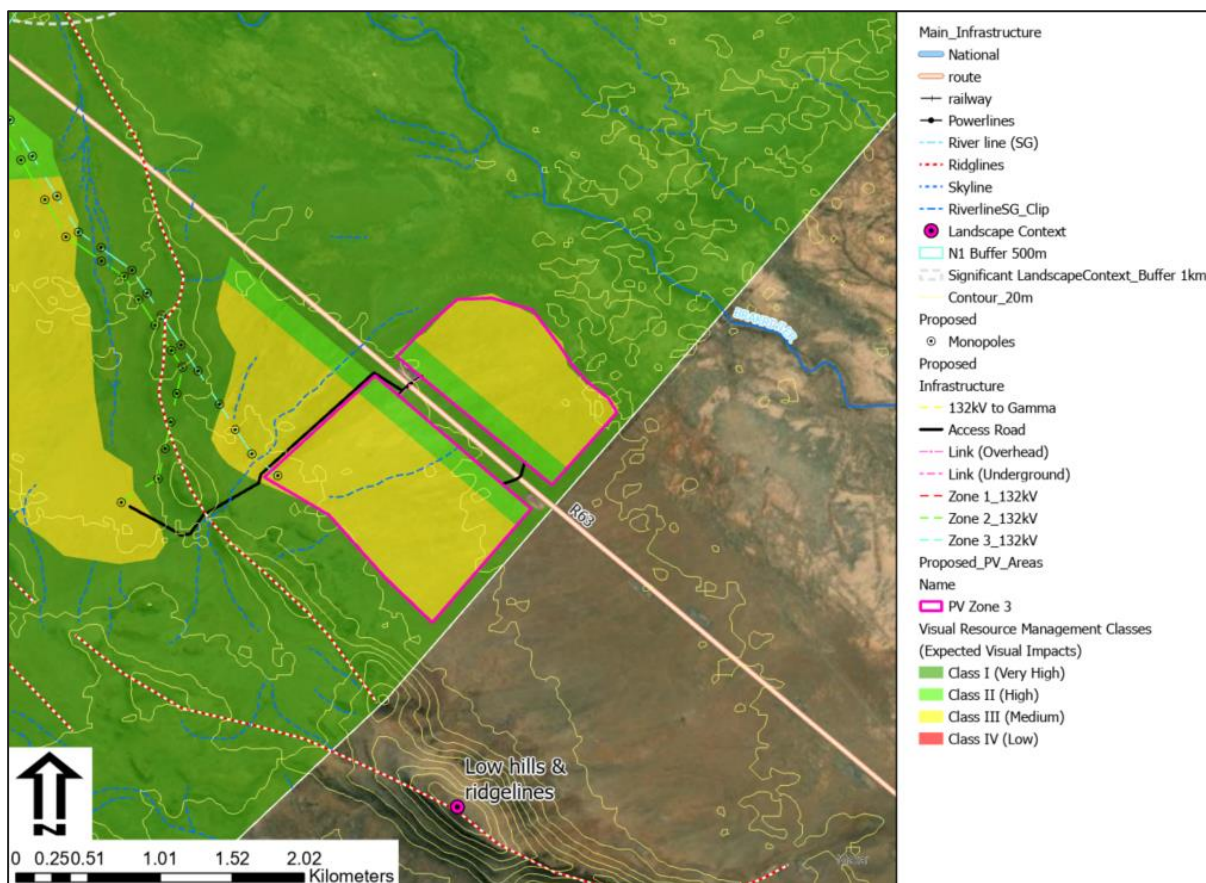 Main_Infrastructure
National
route
railway
Powerlines
River line (SG)
Ridglines
Skyline
RiverlineSG_Clip
Landscape Context
N1 Buffer 500m
Significant LandscapeContext_Buffer 1km
Contour_20m
Proposed
Monopoles
Proposed
Infrastructure
132kV to Gamma
Access Road
Link (Overhead)
Link (Underground)
Zone 1_132kV
Zone 2_132kV
Zone 3_132kV
Proposed_PV_Areas
Name
PV Zone 3
Visual Resource Management Classes
(Expected Visual Impacts)
Class I (Very High)
Class II (High)
Class III (Medium)
Class IV (Low)
R63
Low hills &
ridgelines
N
0 0.250.51 1.01 1.52 2.02
Kilometers